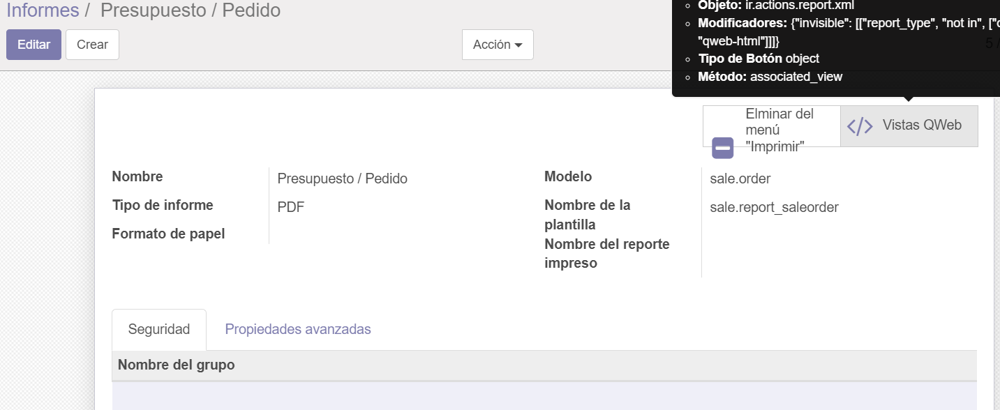 Informes / Presupuesto / Pedido
Objeto: ir.actions.report.xml
Modificadores: {"invisible": [["report_type", "not in", ["
"qweb-html"]]]}
Tipo de Botón object
Método: associated_view
Editar
Crear
Acción
5 /
Elminar del
menú
"Imprimir"
</> Vistas QWeb
Nombre
Presupuesto / Pedido
Tipo de informe
PDF
Formato de papel
Modelo
sale.order
Nombre de la
plantilla
sale.report_saleorder
Nombre del reporte
impreso
Seguridad
Propiedades avanzadas
Nombre del grupo